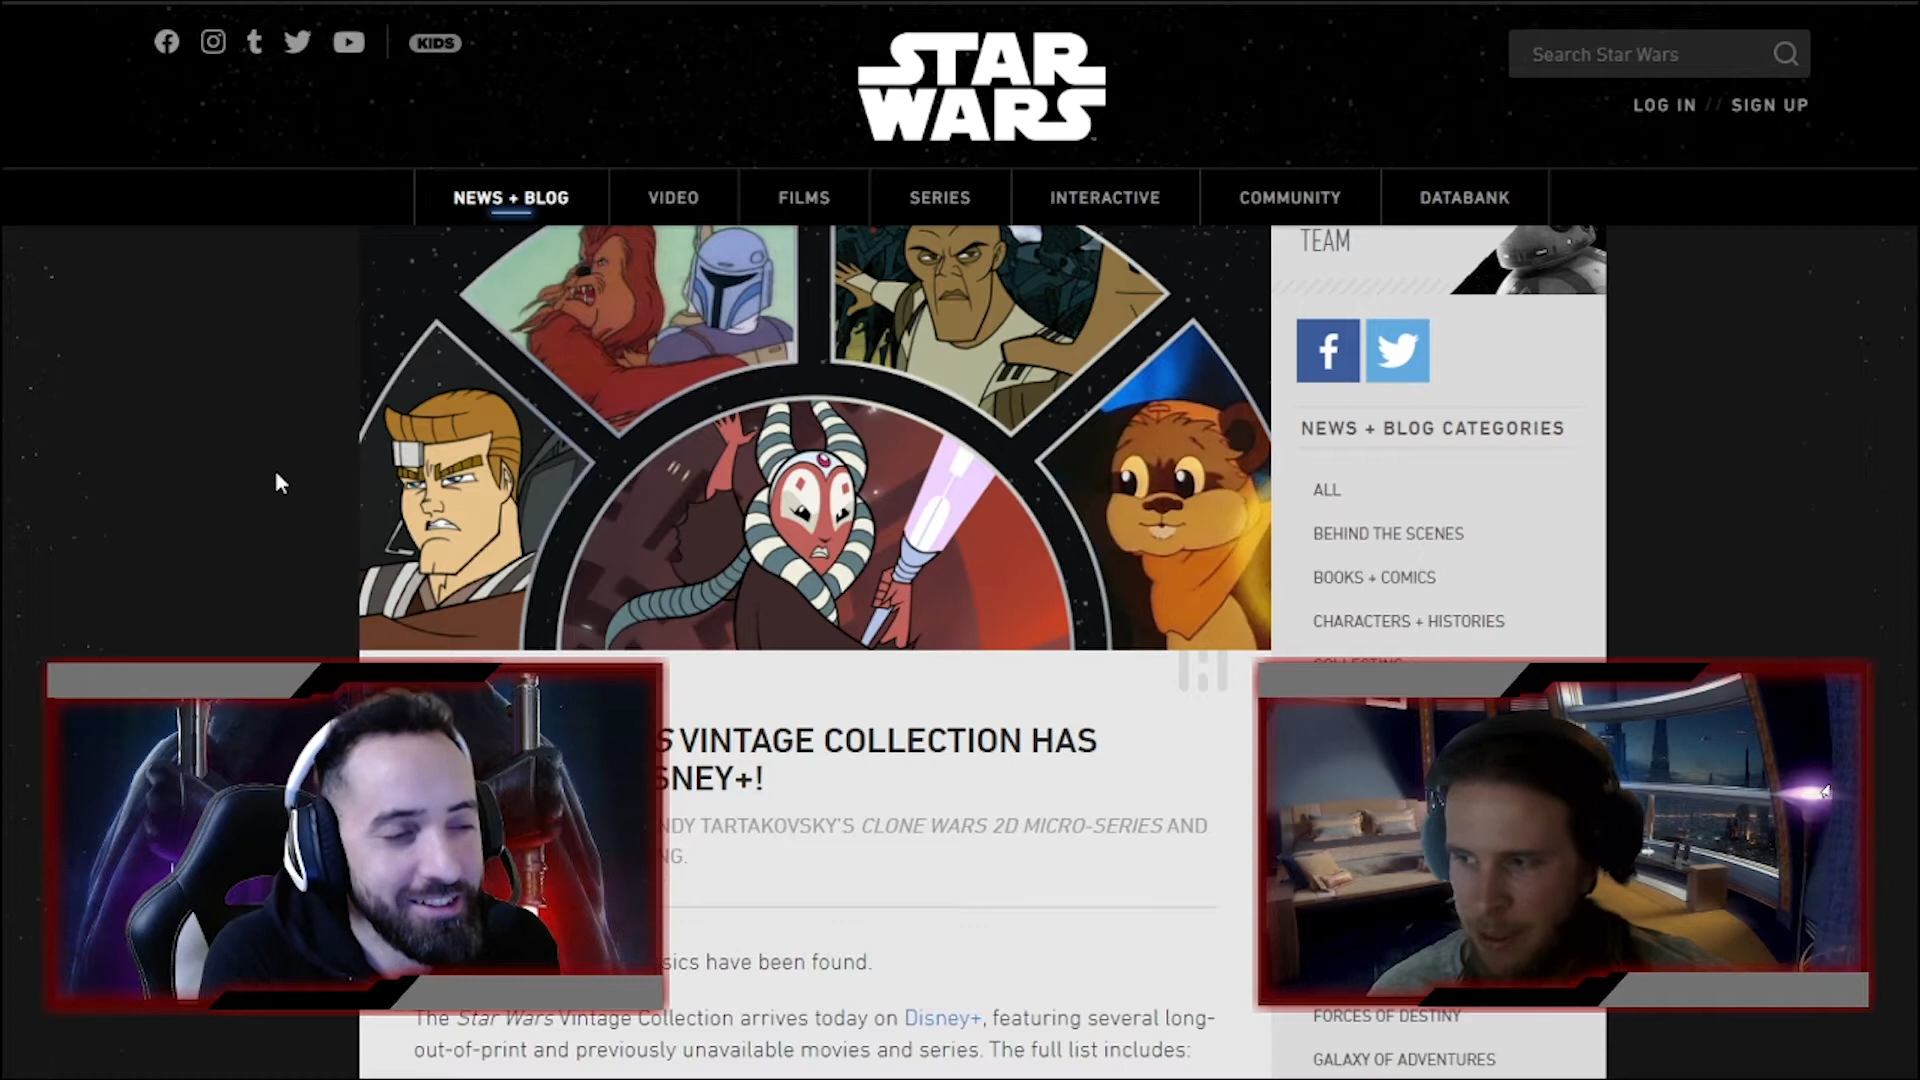 KIDS
STAR
WARS
Search Star Wars
LOG IN // SIGN UP
NEWS + BLOG
VIDEO
FILMS
SERIES
INTERACTIVE
COMMUNITY
DATABANK
TEAM
NEWS + BLOG CATEGORIES
ALL
BEHIND THE SCENES
BOOKS + COMICS
CHARACTERS + HISTORIES
COLLECTING
FORCES OF DESTINY
GALAXY OF ADVENTURES
S VINTAGE COLLECTION HAS
SNEY+!
NDY TARTAKOVSKY'S CLONE WARS 2D MICRO-SERIES AND
NG.
sics have been found.
The Star Wars Vintage Collection arrives today on Disney+, featuring several long-
out-of-print and previously unavailable movies and series. The full list includes: